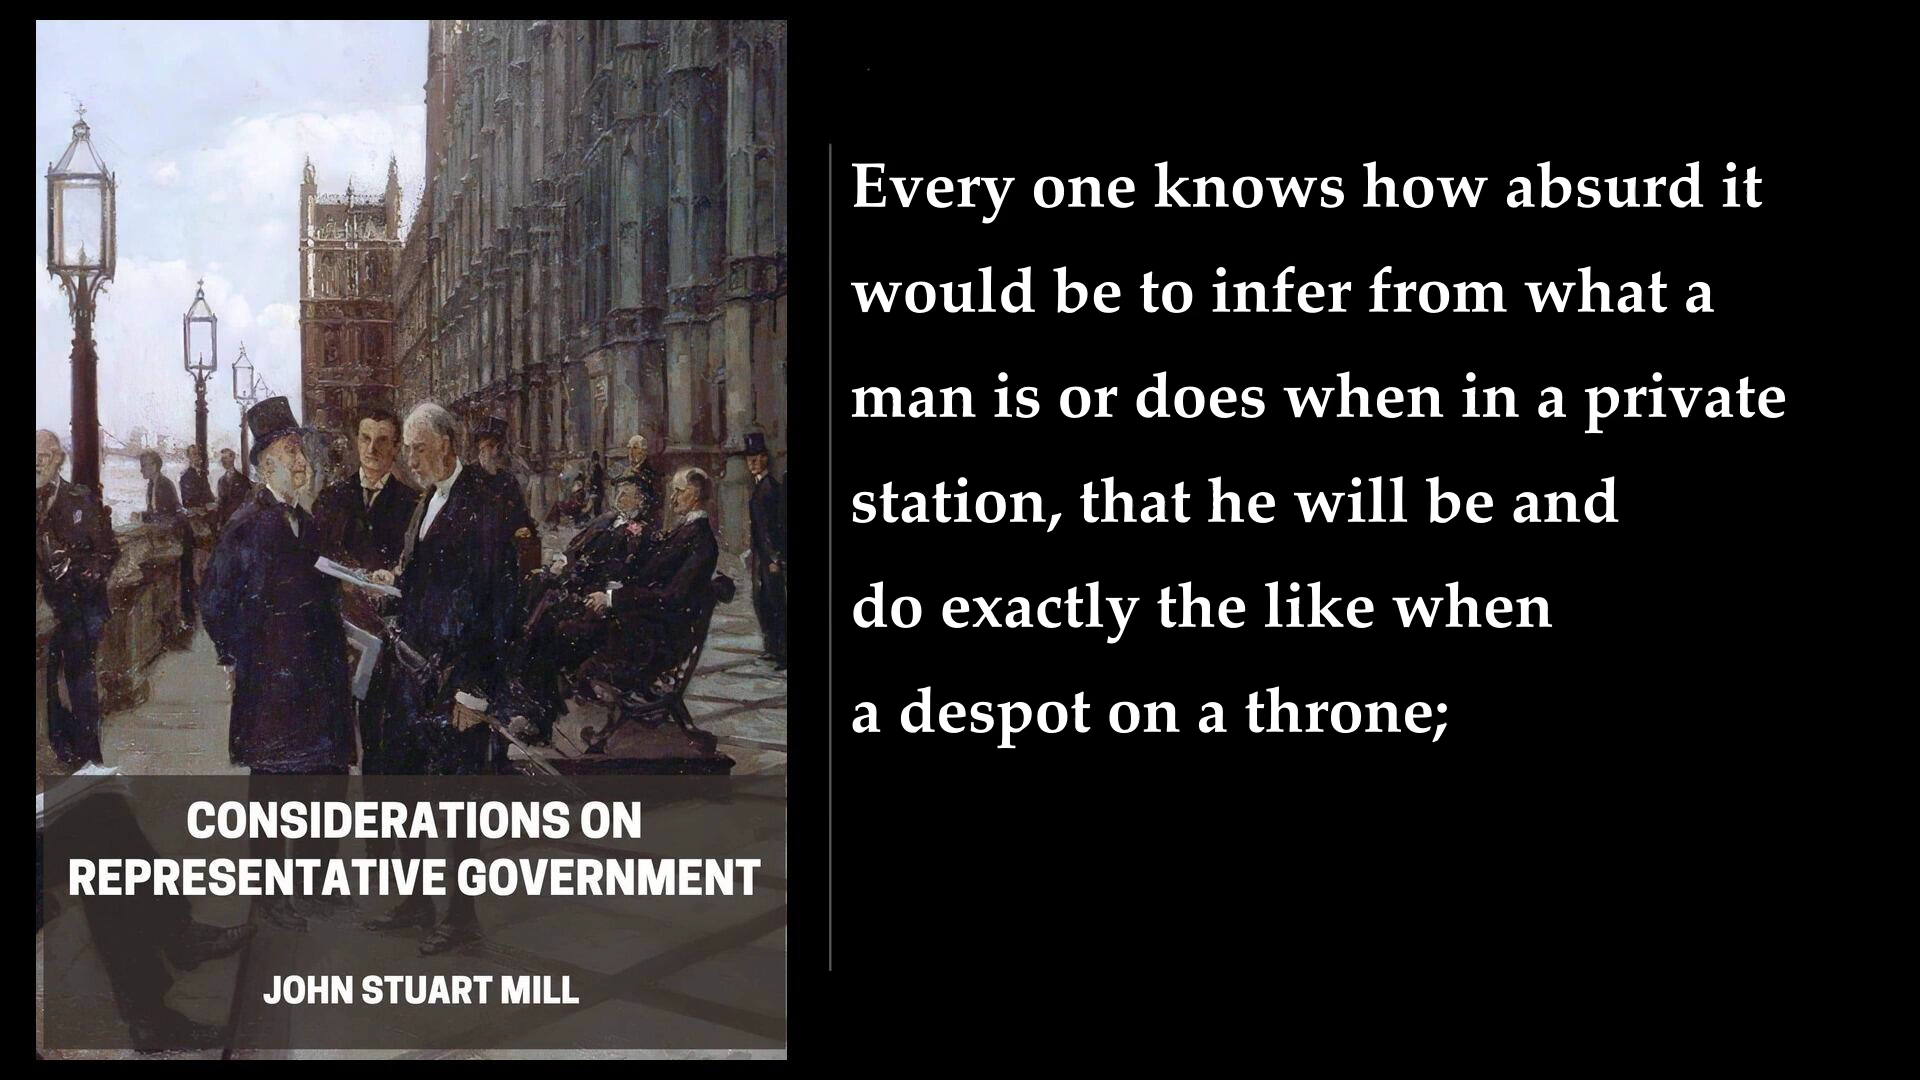 CONSIDERATIONS ON
REPRESENTATIVE GOVERNMENT
JOHN STUART MILL
Every one knows how absurd it
would be to infer from what a
man is or does when in a private
station, that he will be and
do exactly the like when
a despot on a throne;